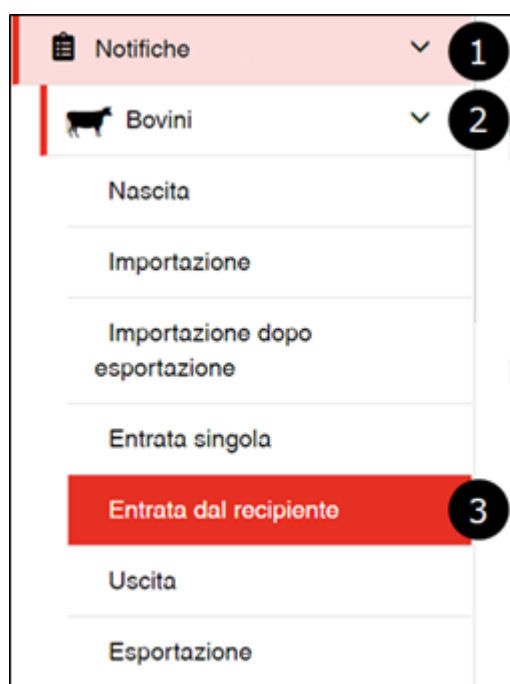 Notifiche
1
Bovini
2
Nascita
Importazione
Importazione dopo
esportazione
Entrata singola
Entrata dal recipiente
3
Uscita
Esportazione